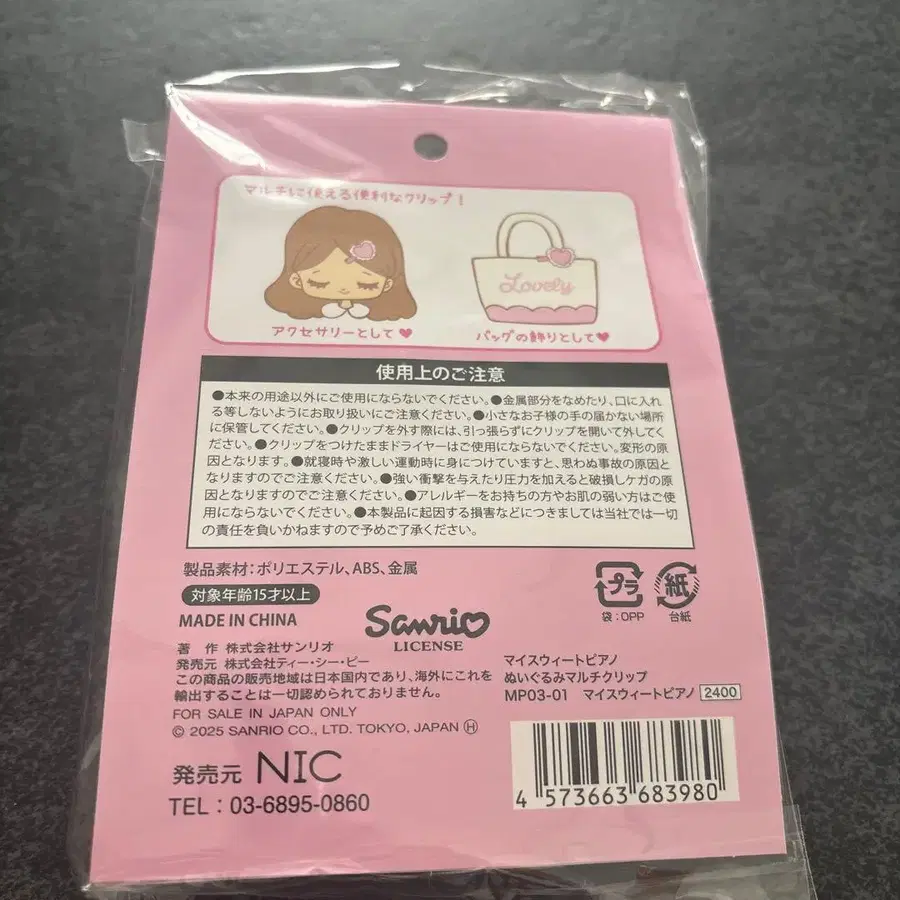 マルチに使える便利なクリップ!
Lovely
アクセサリーとして♥
バッグの飾りとして♥
使用上のご注意
●本来の用途以外にご使用にならないでください。●金属部分をなめたり、口に入れ
る等しないようにお取り扱いにご注意ください。●小さなお子様の手の届かない場所
に保管してください。●クリップを外す際には、引っ張らずにクリップを開いて外してく
ださい。●クリップをつけたままドライヤーはご使用にならないでください。変形の原
因となります。●就寝時や激しい運動時に身につけていますと、思わぬ事故の原因と
なりますのでご注意ください。●強い衝撃を与えたり圧力を加えると破損しケガの原
因となりますのでご注意ください。●アレルギーをお持ちの方やお肌の弱い方はご使
用にならないでください。●本製品に起因する損害などにつきましては当社では一切
の責任を負いかねますので予めご了承ください。
製品素材:ポリエステル、ABS、金属
対象年齢15才以上
MADE IN CHINA
プラ
袋:OPP
紙
台紙
Sanrio
LICENSE
著 作 株式会社サンリオ
発売元 株式会社ティー・シー・ピー
この商品の販売地域は日本国内であり、海外にこれを
輸出することは一切認められておりません。
FOR SALE IN JAPAN ONLY
© 2025 SANRIO CO., LTD. TOKYO, JAPAN Ⓗ
マイスウィートピアノ
ぬいぐるみマルチクリップ
MP03-01 マイスウィートピアノ 2400
発売元 NIC
TEL:03-6895-0860
4 573663 683980